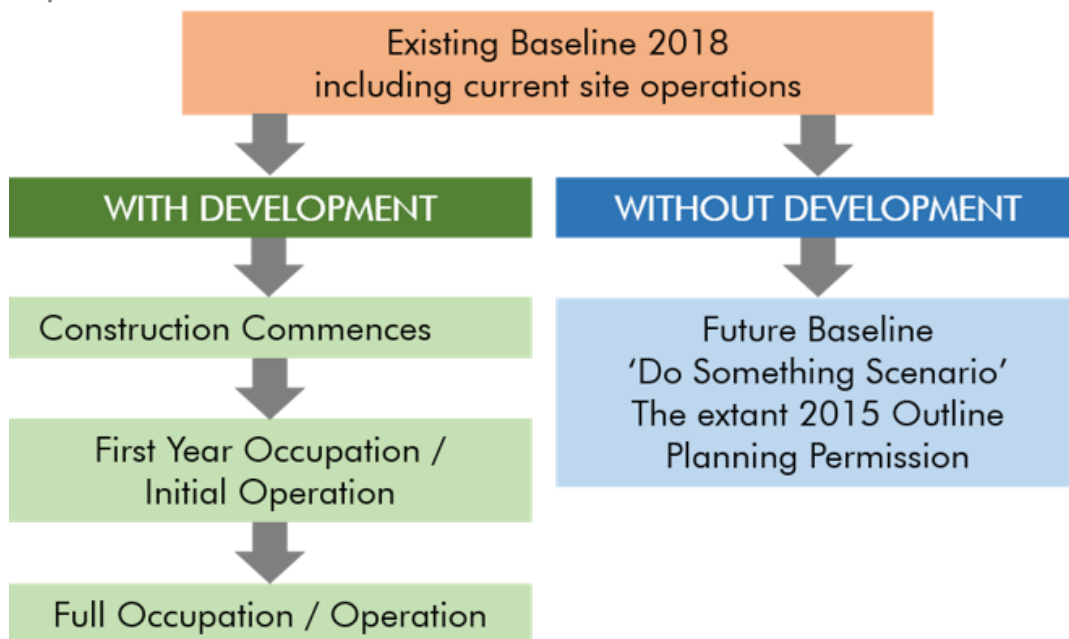 Existing Baseline 2018
including current site operations
WITH DEVELOPMENT
WITHOUT DEVELOPMENT
Construction Commences
First Year Occupation /
Initial Operation
Full Occupation / Operation
Future Baseline
‘Do Something Scenario’
The extant 2015 Outline
Planning Permission